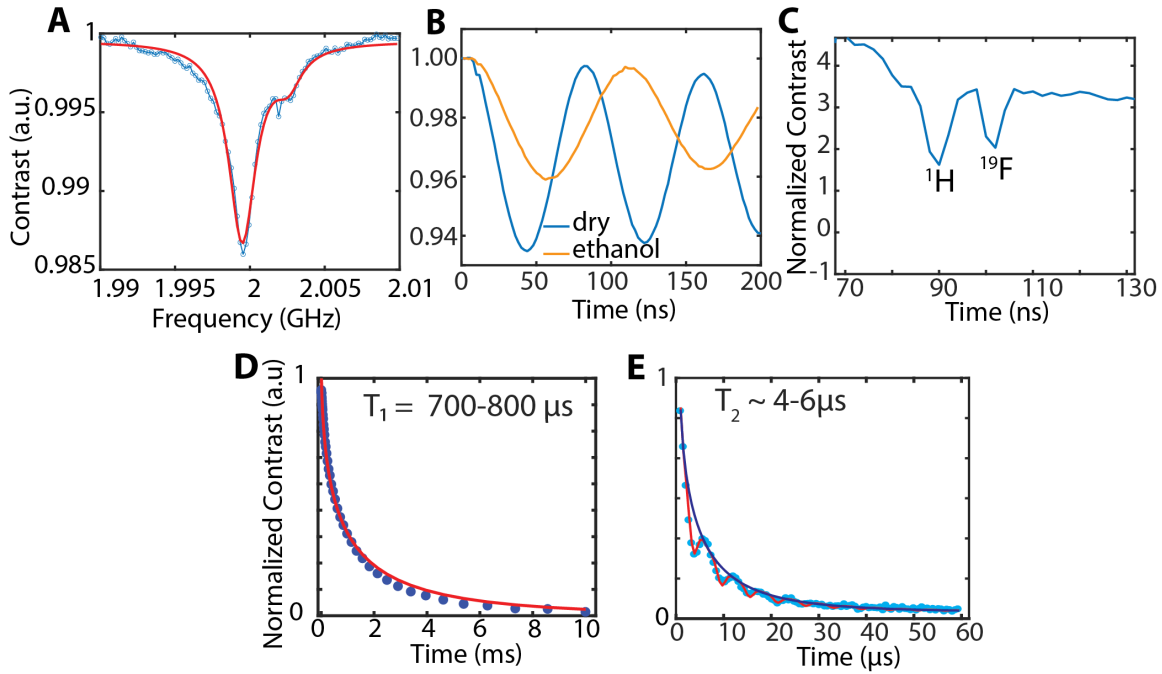 A
Contrast (a.u.)
1
0.995
0.99
0.985
1.99
1.995
2
2.005
2.01
Frequency (GHz)
B
1.00
0.98
0.96
0.94
dry
ethanol
0
50
100
150
200
Time (ns)
C
Normalized Contrast
4
3
2
1
0
-1
¹H
¹⁹F
70
90
110
130
Time (ns)
D
Normalized Contrast (a.u)
1
0
T₁ = 700-800 μs
0
2
4
6
8
10
Time (ms)
E
1
0
T₂ ~ 4-6μs
0
10
20
30
40
50
60
Time (μs)